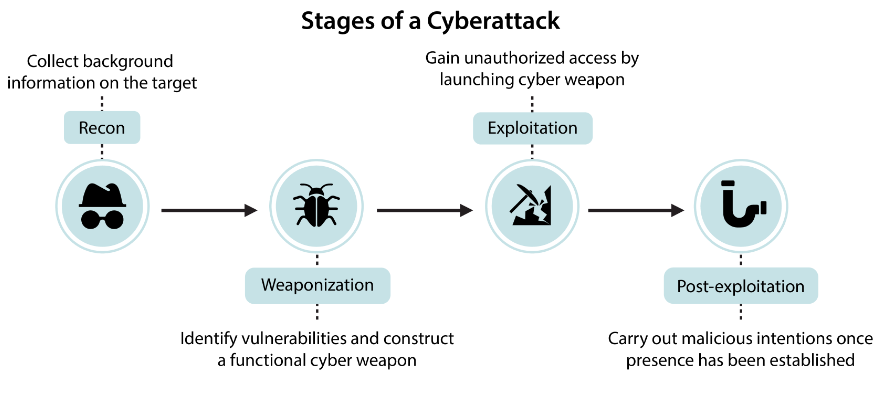 Stages of a Cyberattack
Collect background
information on the target
Recon
Weaponization
Identify vulnerabilities and construct
a functional cyber weapon
Gain unauthorized access by
launching cyber weapon
Exploitation
Post-exploitation
Carry out malicious intentions once
presence has been established